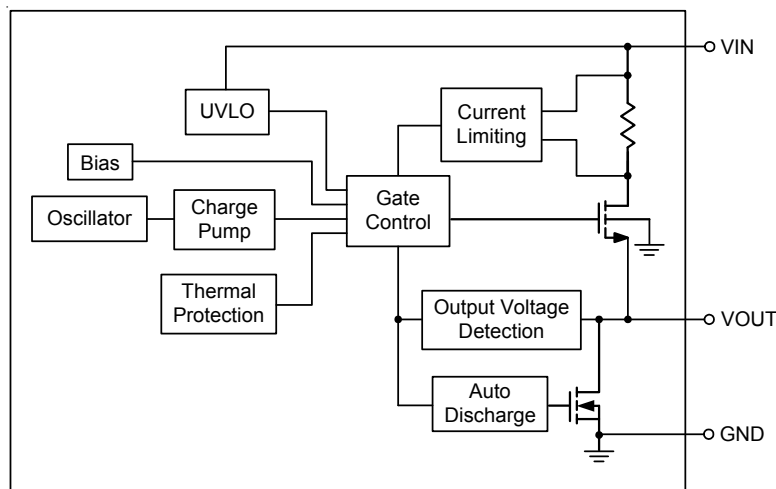 VIN
UVLO
Current
Limiting
Bias
Gate
Control
Oscillator
Charge
Pump
Thermal
Protection
Output Voltage
Detection
VOUT
Auto
Discharge
GND